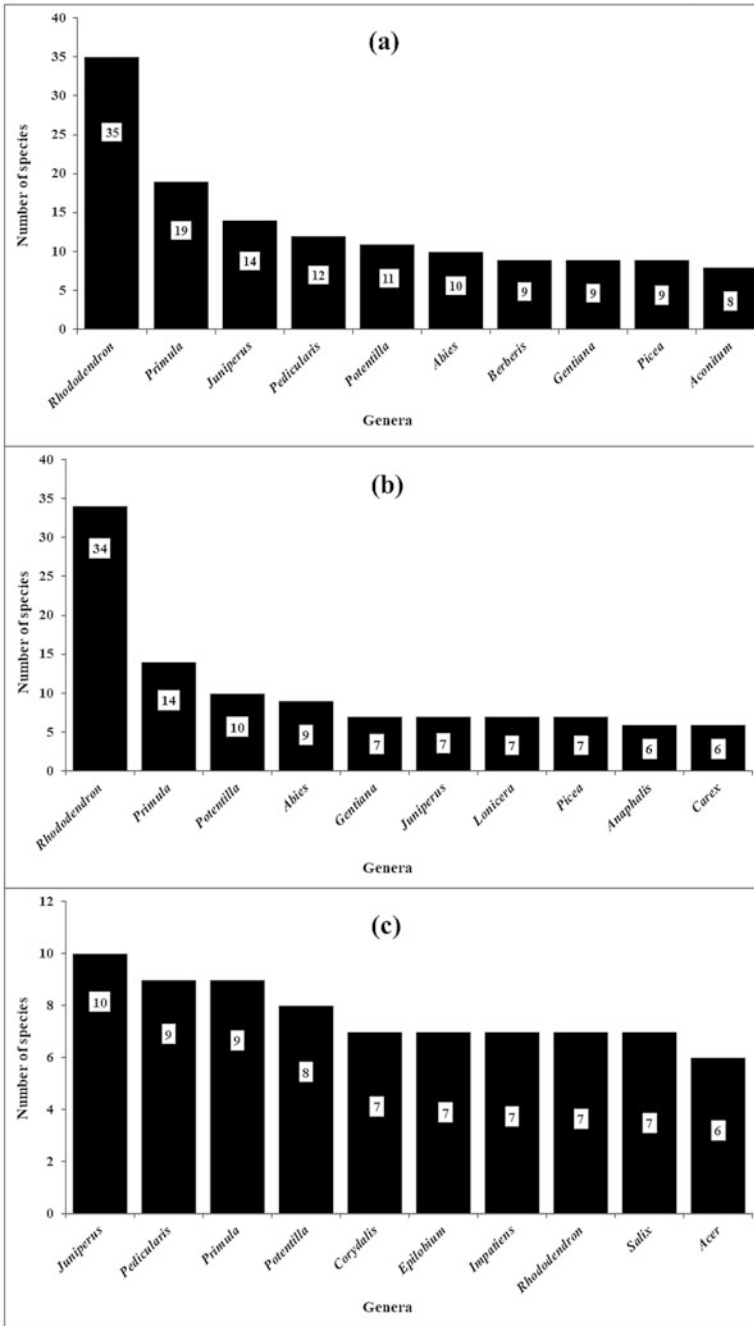 (a)
Number of species
40
35
30
25
20
15
10
5
0
35
19
14
12
11
10
9
9
9
8
Rhododendron
Primula
Juniperus
Pedicularis
Potentilla
Abies
Berberis
Gentiana
Picea
Aconitum
Genera
(b)
Number of species
40
35
30
25
20
15
10
5
0
34
14
10
9
7
7
7
7
6
6
Rhododendron
Primula
Potentilla
Abies
Gentiana
Juniperus
Lonicera
Picea
Anaphalis
Carex
Genera
(c)
Number of species
12
10
8
6
4
2
0
10
9
9
8
7
7
7
7
7
6
Juniperus
Pedicularis
Primula
Potentilla
Corydalis
Epilobium
Impatiens
Rhododendron
Salix
Acer
Genera